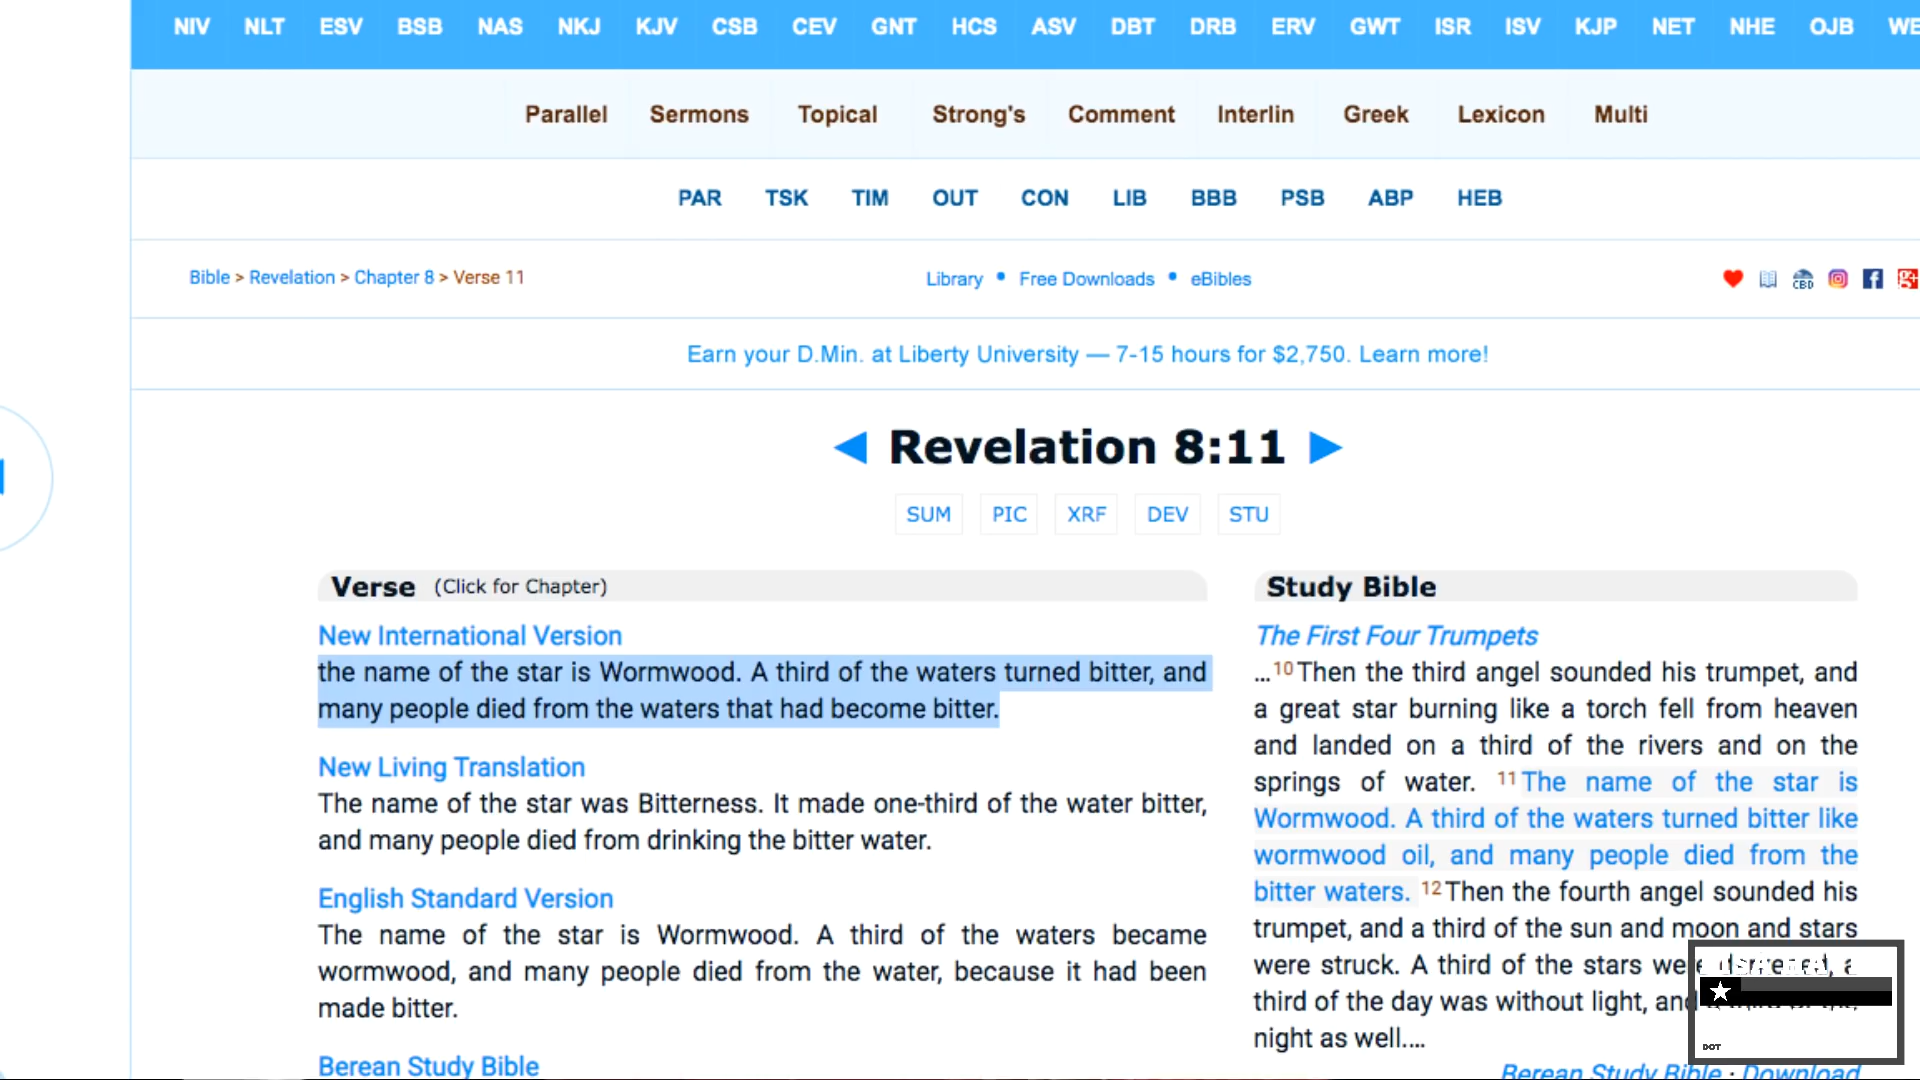 NIV NLT ESV BSB NAS NKJ KJV CSB CEV GNT HCS ASV DBT DRB ERV GWT ISR ISV KJP NET NHE OJB WE
Parallel Sermons Topical Strong's Comment Interlin Greek Lexicon Multi
PAR TSK TIM OUT CON LIB BBB PSB ABP HEB
Bible > Revelation > Chapter 8 > Verse 11
Library • Free Downloads • eBibles
CBD
Earn your D.Min. at Liberty University — 7-15 hours for $2,750. Learn more!
◀ Revelation 8:11 ▶
SUM PIC XRF DEV STU
Verse (Click for Chapter)
New International Version
the name of the star is Wormwood. A third of the waters turned bitter, and
many people died from the waters that had become bitter.
New Living Translation
The name of the star was Bitterness. It made one-third of the water bitter,
and many people died from drinking the bitter water.
English Standard Version
The name of the star is Wormwood. A third of the waters became
wormwood, and many people died from the water, because it had been
made bitter.
Berean Study Bible
Study Bible
The First Four Trumpets
...10 Then the third angel sounded his trumpet, and
a great star burning like a torch fell from heaven
and landed on a third of the rivers and on the
springs of water. 11 The name of the star is
Wormwood. A third of the waters turned bitter like
wormwood oil, and many people died from the
bitter waters. 12 Then the fourth angel sounded his
trumpet, and a third of the sun and moon and stars
were struck. A third of the stars were
third of the day was without light, and
night as well....
Berean Study Bible · Download
DOT